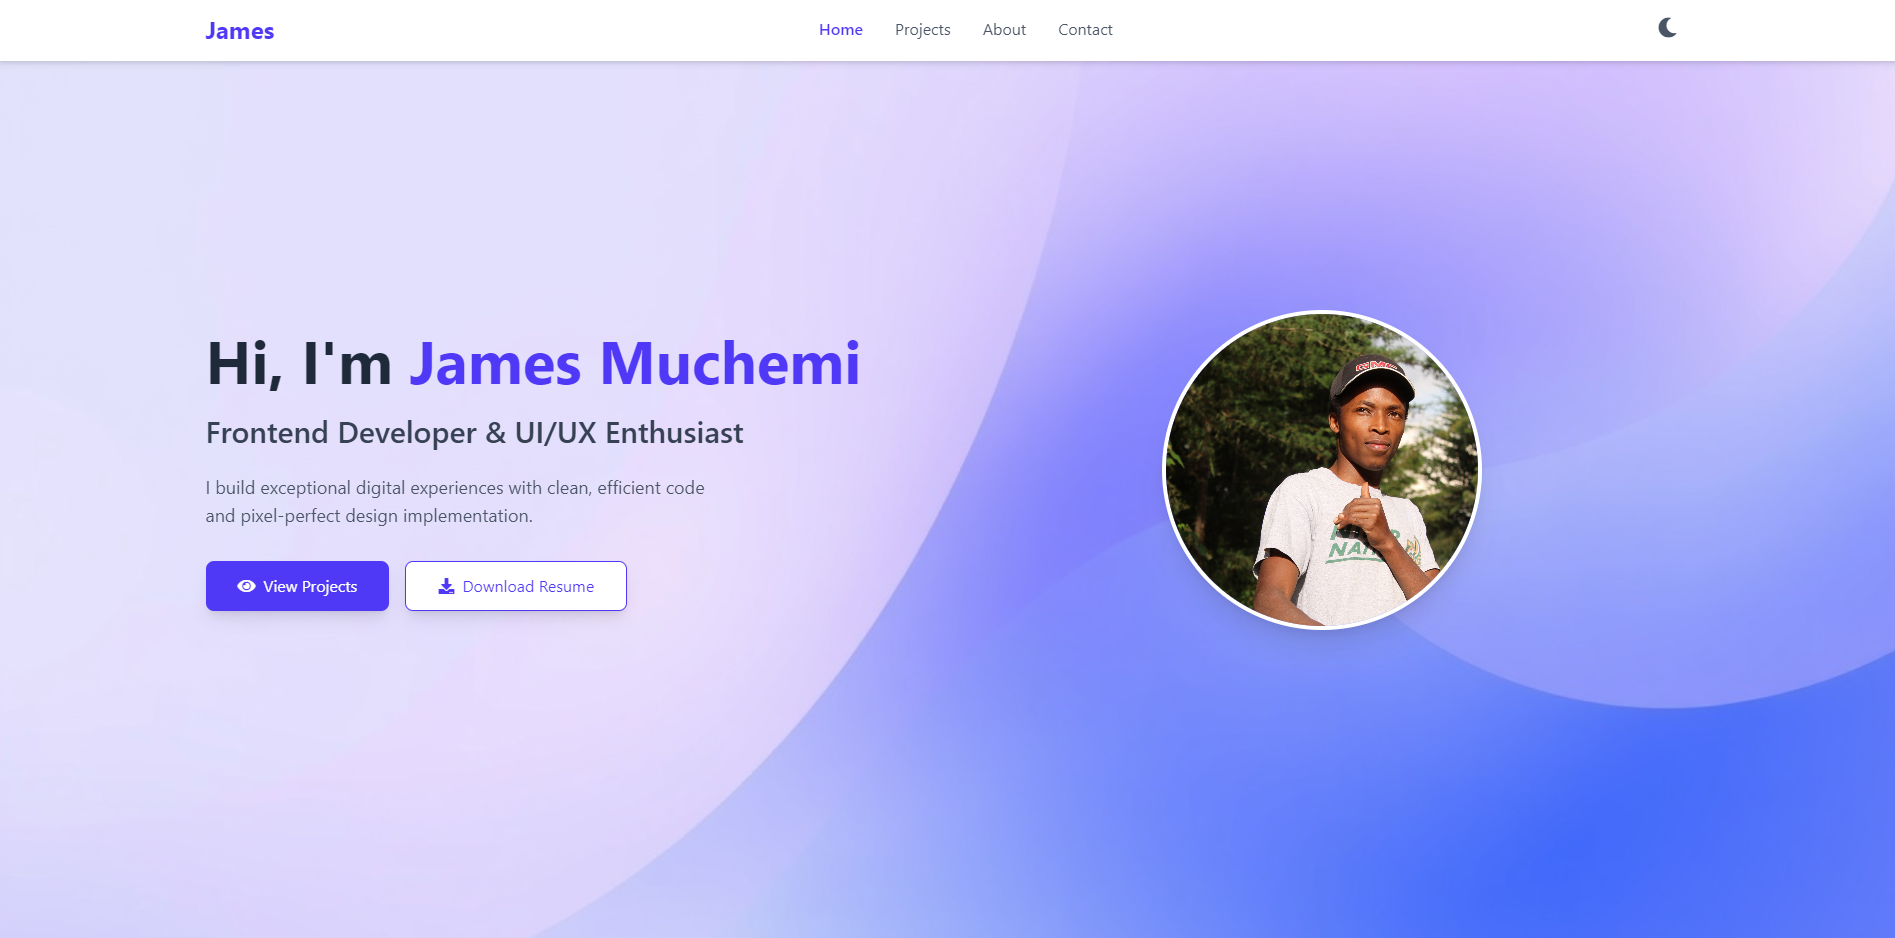 James
Home Projects About Contact
Hi, I'm James Muchemi
Frontend Developer & UI/UX Enthusiast
I build exceptional digital experiences with clean, efficient code
and pixel-perfect design implementation.
View Projects Download Resume